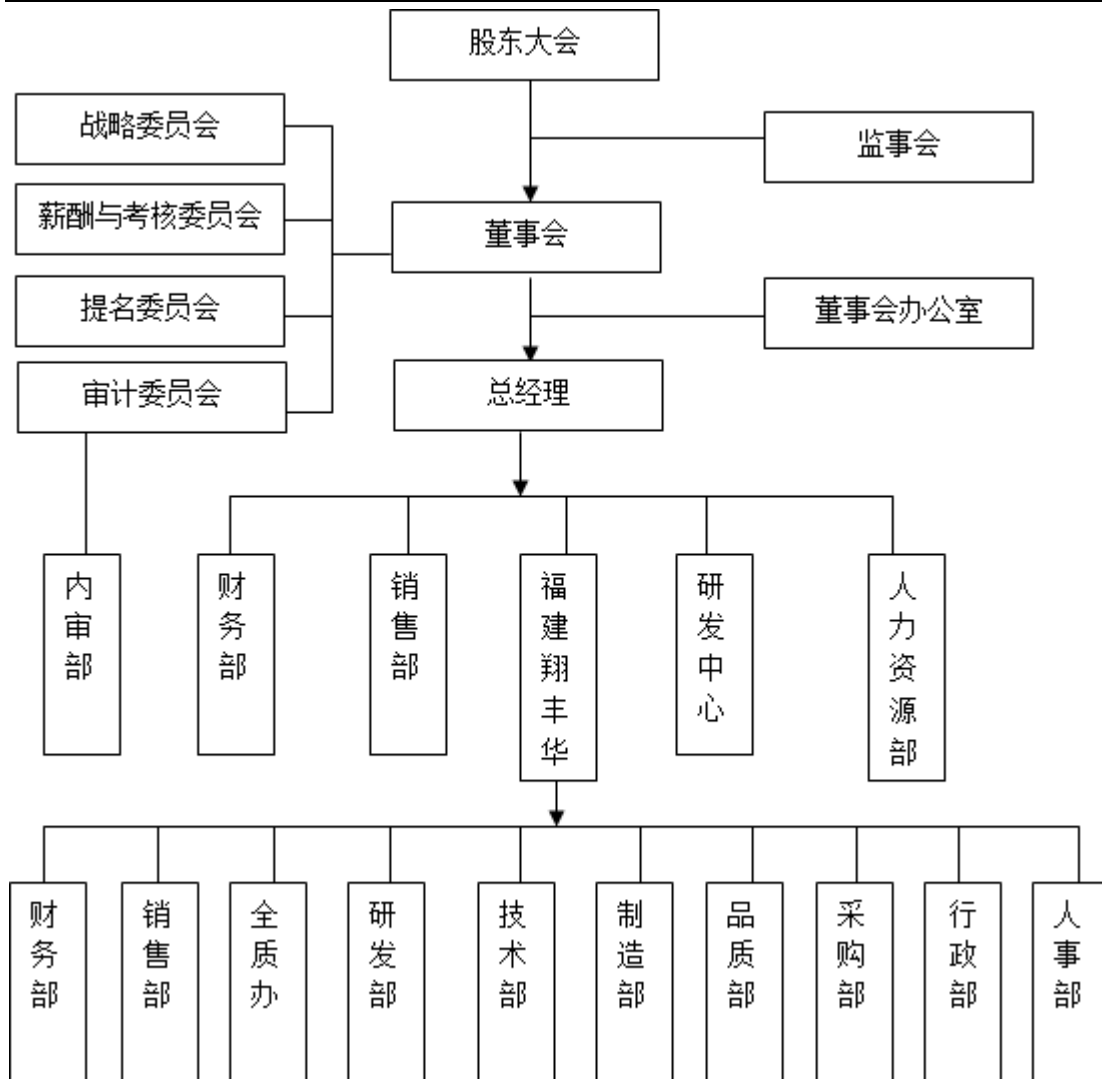 股东大会
战略委员会
监事会
薪酬与考核委员会
董事会
提名委员会
董事会办公室
审计委员会
总经理
内审部
财务部
销售部
福建翔丰华
研发中心
人力资源部
财务部
销售部
全质办
研发部
技术部
制造部
品质部
采购部
行政部
人事部